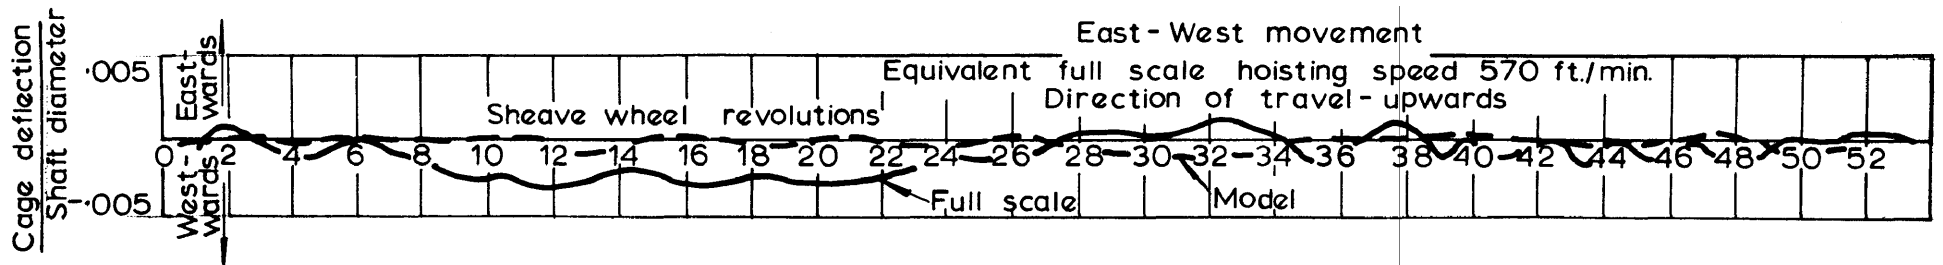 East-West movement
Equivalent full scale hoisting speed 570 ft./min.
Direction of travel-upwards
Sheave wheel revolutions
Cage deflection
Shaft diameter
·005
-·005
East-
wards
West-
wards
0 2 4 6 8 10 12 14 16 18 20 22 24 26 28 30 32 34 36 38 40 42 44 46 48 50 52
Full scale
Model